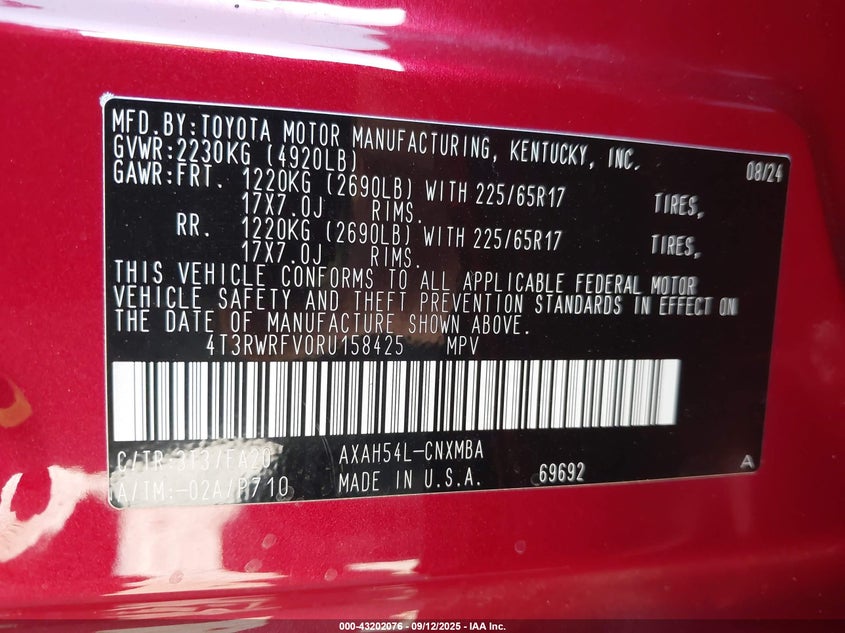 MFD.BY:TOYOTA MOTOR MANUFACTURING, KENTUCKY, INC. 08/24
GVWR:2230KG (4920LB)
GAWR:FRT. 1220KG (2690LB) WITH 225/65R17 TIRES,
17X7.0J RIMS.
RR. 1220KG (2690LB) WITH 225/65R17 TIRES,
17X7.0J RIMS.
THIS VEHICLE CONFORMS TO ALL APPLICABLE FEDERAL MOTOR
VEHICLE SAFETY AND THEFT PREVENTION STANDARDS IN EFFECT ON
THE DATE OF MANUFACTURE SHOWN ABOVE.
4T3RWRFV0RU158425 MPV
C/TR:3T3/FA20 AXAH54L-CNXMBA
A/TM:-02A/P710 MADE IN U.S.A. 69692 A
000-43202076 - 09/12/2025 - IAA Inc.